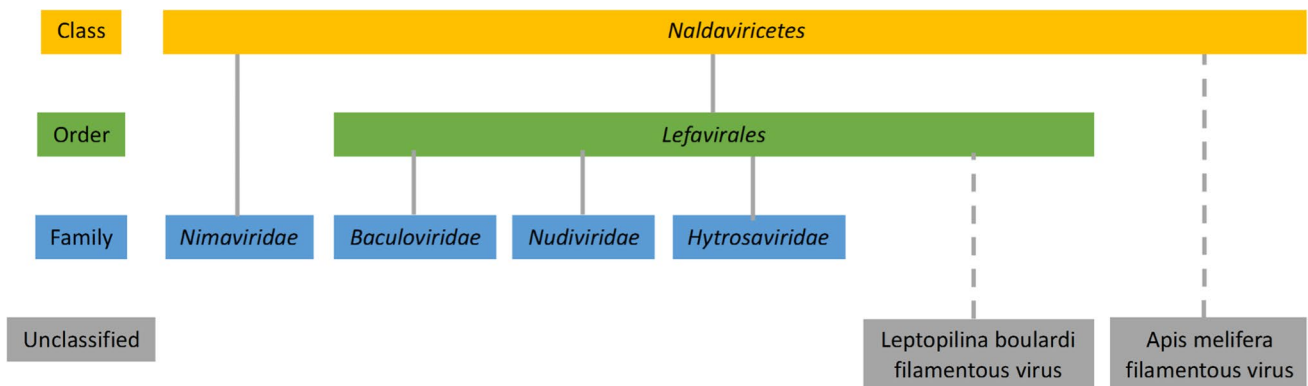 Class
Naldaviricetes
Order
Lefavirales
Family
Nimaviridae
Baculoviridae
Nudiviridae
Hytrosaviridae
Unclassified
Leptopilina boulardi
filamentous virus
Apis melifera
filamentous virus